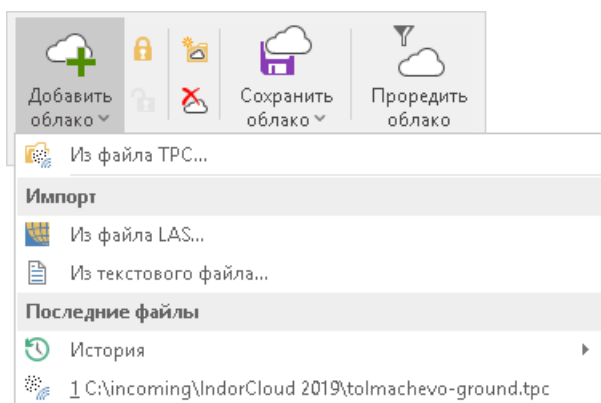 Добавить
облако
Сохранить
облако
Проредить
облако
Из файла TPC...
Импорт
Из файла LAS...
Из текстового файла...
Последние файлы
История
1 C:\incoming\IndorCloud 2019\tolmachevo-ground.tpc